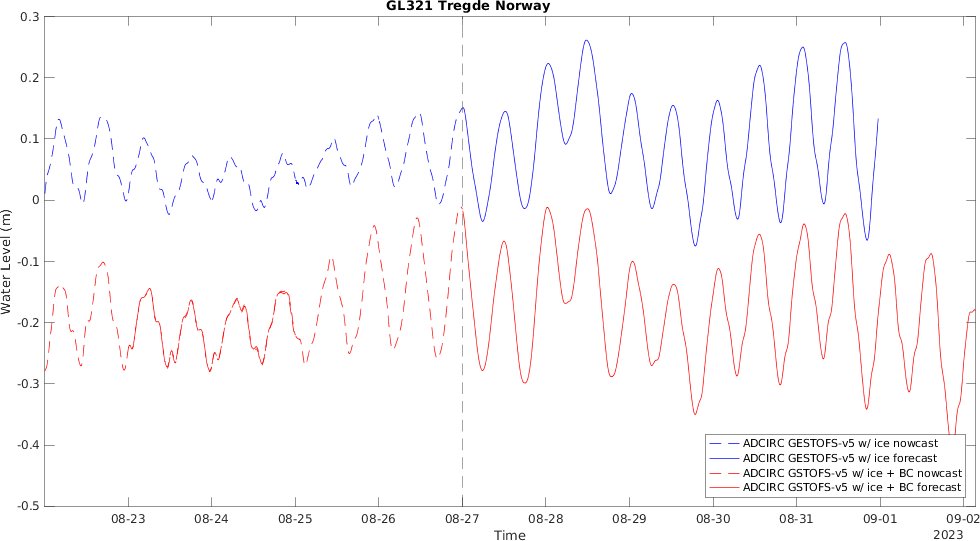 GL321 Tregde Norway
0.3
0.2
0.1
0
-0.1
-0.2
-0.3
-0.4
-0.5
Water Level (m)
ADCIRC GESTOFS-v5 w/ ice nowcast
ADCIRC GESTOFS-v5 w/ ice forecast
ADCIRC GSTOFS-v5 w/ ice + BC nowcast
ADCIRC GSTOFS-v5 w/ ice + BC forecast
08-23 08-24 08-25 08-26 08-27 08-28 08-29 08-30 08-31 09-01 09-02
Time
2023